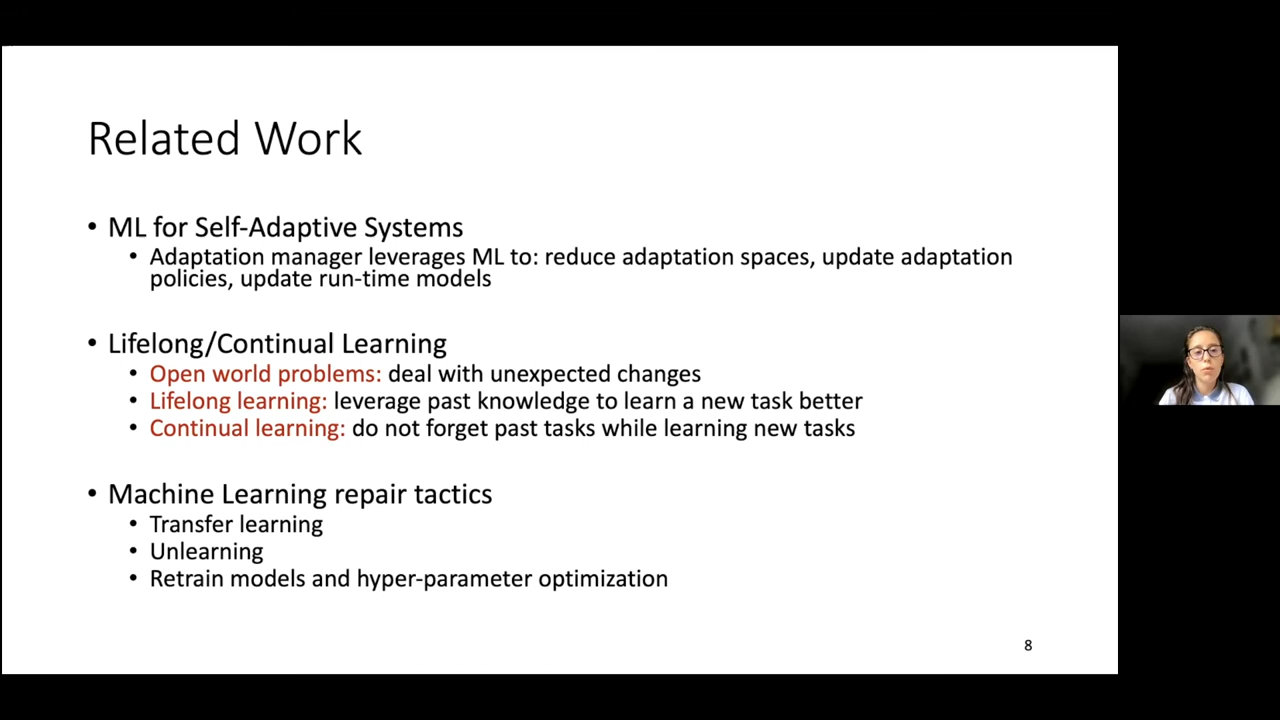 Related Work
• ML for Self-Adaptive Systems
• Adaptation manager leverages ML to: reduce adaptation spaces, update adaptation
policies, update run-time models
• Lifelong/Continual Learning
• Open world problems: deal with unexpected changes
• Lifelong learning: leverage past knowledge to learn a new task better
• Continual learning: do not forget past tasks while learning new tasks
• Machine Learning repair tactics
• Transfer learning
• Unlearning
• Retrain models and hyper-parameter optimization
8